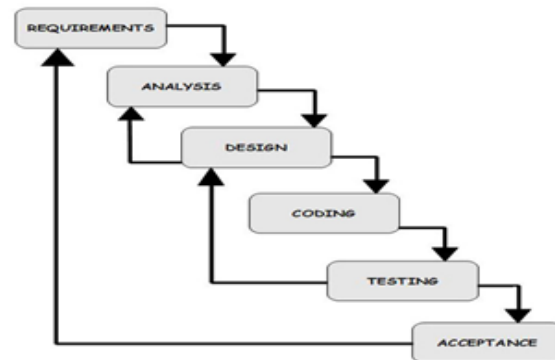 REQUIREMENTS
ANALYSIS
DESIGN
CODING
TESTING
ACCEPTANCE